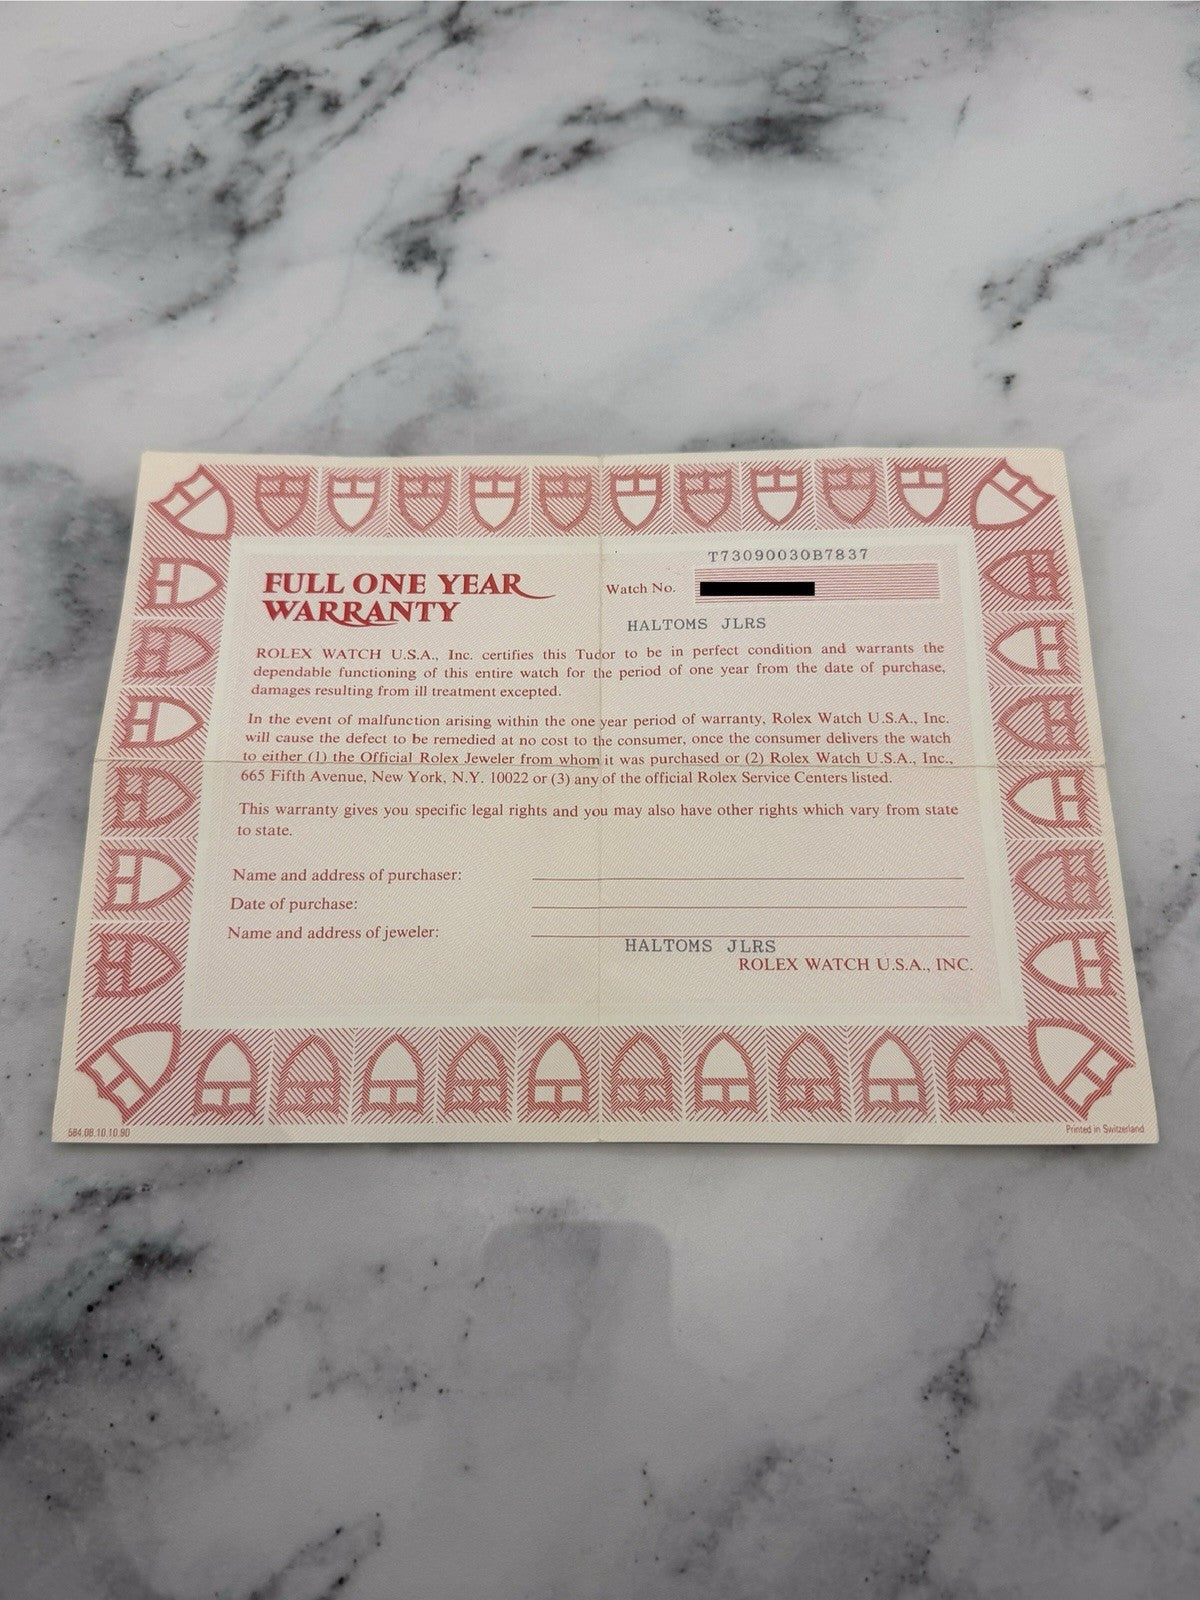 T73090030B7837
FULL ONE YEAR
WARRANTY
Watch No.
HALTOMS JLRS
ROLEX WATCH U.S.A., Inc. certifies this Tudor to be in perfect condition and warrants the
dependable functioning of this entire watch for the period of one year from the date of purchase,
damages resulting from ill treatment excepted.
In the event of malfunction arising within the one year period of warranty, Rolex Watch U.S.A., Inc.
will cause the defect to be remedied at no cost to the consumer, once the consumer delivers the watch
to either (1) the Official Rolex Jeweler from whom it was purchased or (2) Rolex Watch U.S.A., Inc.,
665 Fifth Avenue, New York, N.Y. 10022 or (3) any of the official Rolex Service Centers listed.
This warranty gives you specific legal rights and you may also have other rights which vary from state
to state.
Name and address of purchaser:
Date of purchase:
Name and address of jeweler:
HALTOMS JLRS
ROLEX WATCH U.S.A., INC.
584.08.10.10.90
Printed in Switzerland